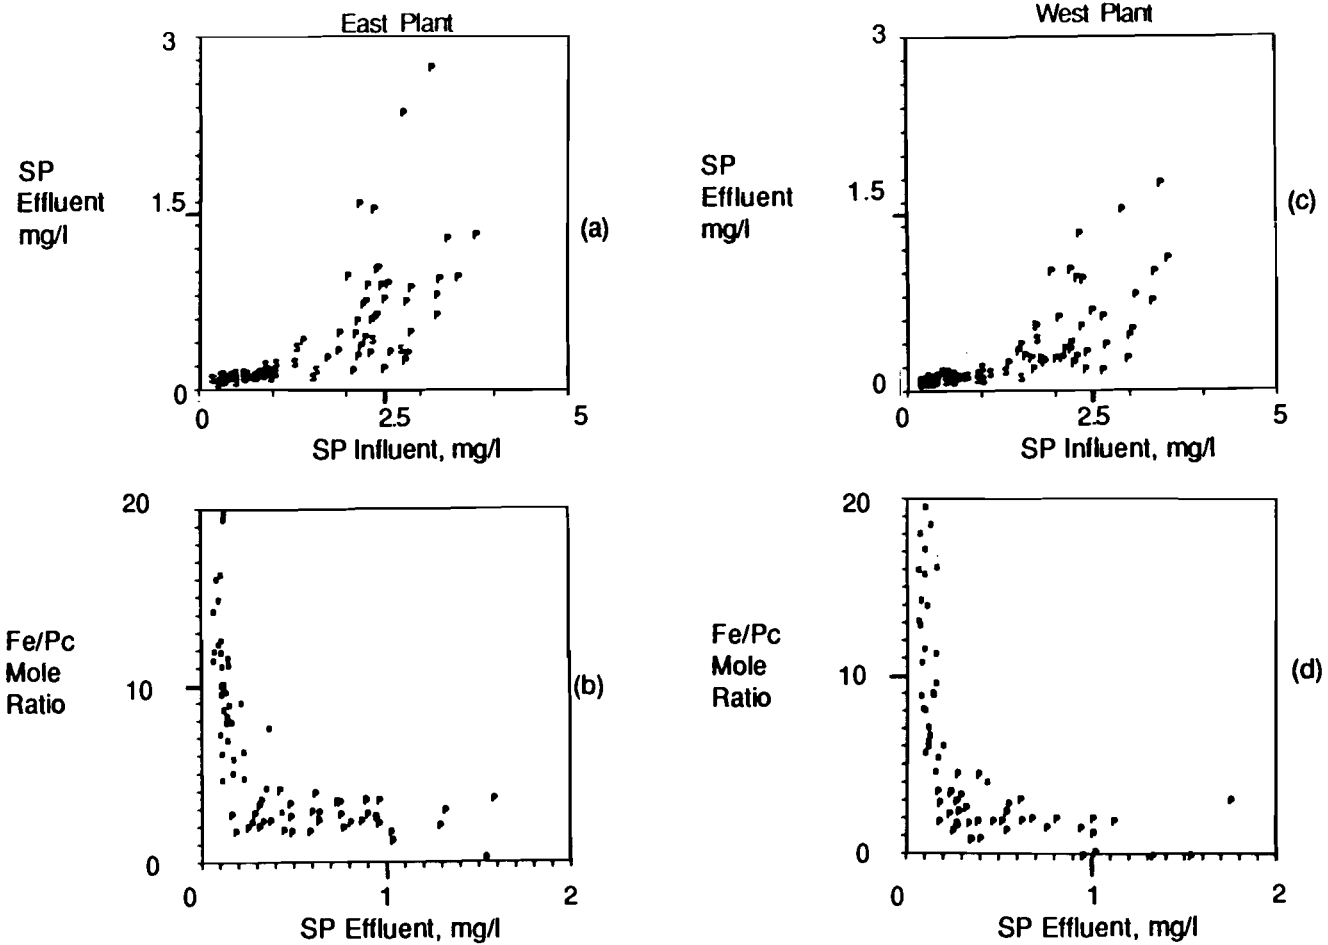 East Plant
3
SP
Effluent
mg/l
1.5
(a)
0
0
2.5
5
SP Influent, mg/l
West Plant
3
SP
Effluent
mg/l
1.5
(c)
0
0
2.5
5
SP Influent, mg/l
20
Fe/Pc
Mole
Ratio
10
(b)
0
0
1
2
SP Effluent, mg/l
20
Fe/Pc
Mole
Ratio
10
(d)
0
0
1
2
SP Effluent, mg/l